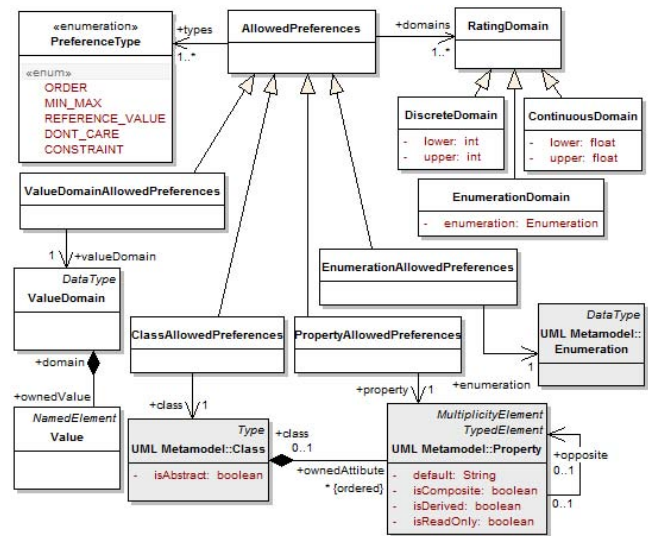 «enumeration»
PreferenceType
«enum»
ORDER
MIN_MAX
REFERENCE_VALUE
DONT_CARE
CONSTRAINT
+types
1..*
AllowedPreferences
+domains
1..*
RatingDomain
DiscreteDomain
- lower: int
- upper: int
ContinuousDomain
- lower: float
- upper: float
EnumerationDomain
- enumeration: Enumeration
ValueDomainAllowedPreferences
1
+valueDomain
EnumerationAllowedPreferences
DataType
ValueDomain
+domain
+ownedValue
NamedElement
Value
ClassAllowedPreferences
PropertyAllowedPreferences
DataType
UML Metamodel::
Enumeration
1
+enumeration
+class
1
+property
1
Type
UML Metamodel::Class
- isAbstract: boolean
+class
0..1
+ownedAttibute
* {ordered}
MultiplicityElement
TypedElement
UML Metamodel::Property
- default: String
- isComposite: boolean
- isDerived: boolean
- isReadOnly: boolean
+opposite
0..1
0..1